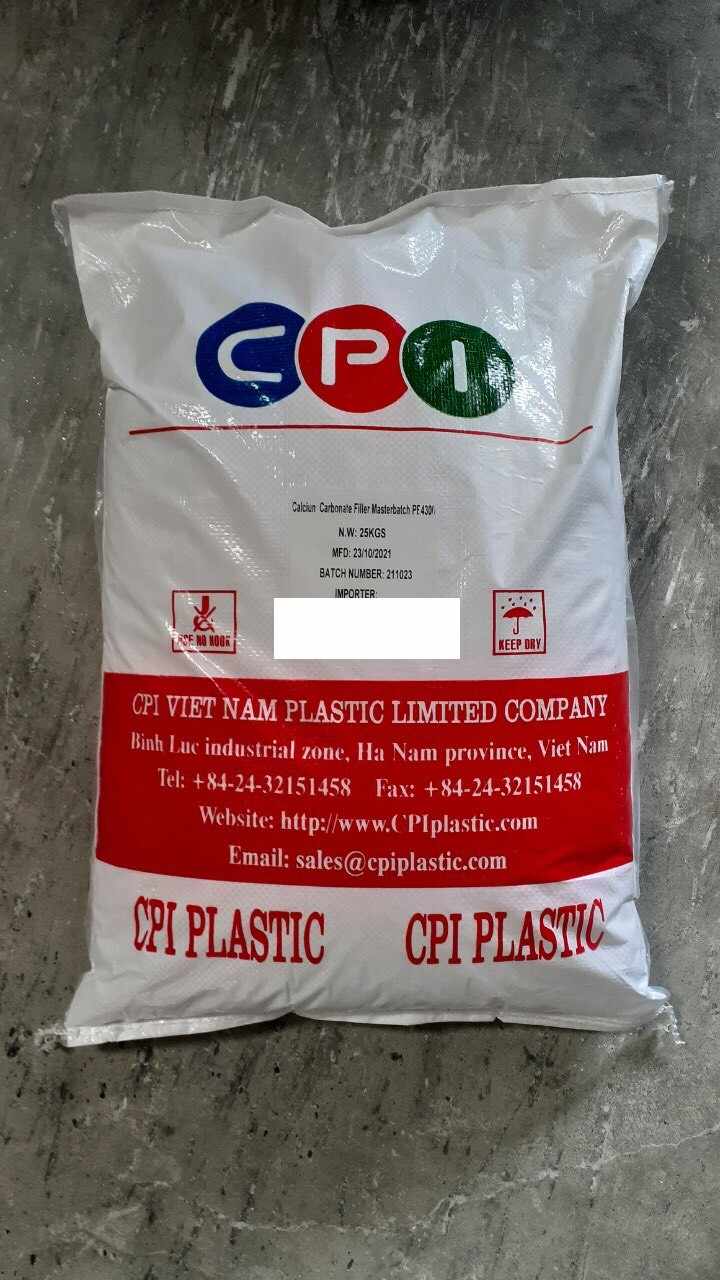 CPI
Calciun Carbonate Filler Masterbatch
N.W: 25KGS
MFD: 23/10/2021
BATCH NUMBER: 211023
IMPORTER:
USE NO HOOK
KEEP DRY
CPI VIET NAM PLASTIC LIMITED COMPANY
Binh Luc industrial zone, Ha Nam province, Viet Nam
Tel: +84-24-32151458 Fax: +84-24-32151458
Website: http://www.CPIplastic.com
Email: sales@cpiplastic.com
CPI PLASTIC CPI PLASTIC